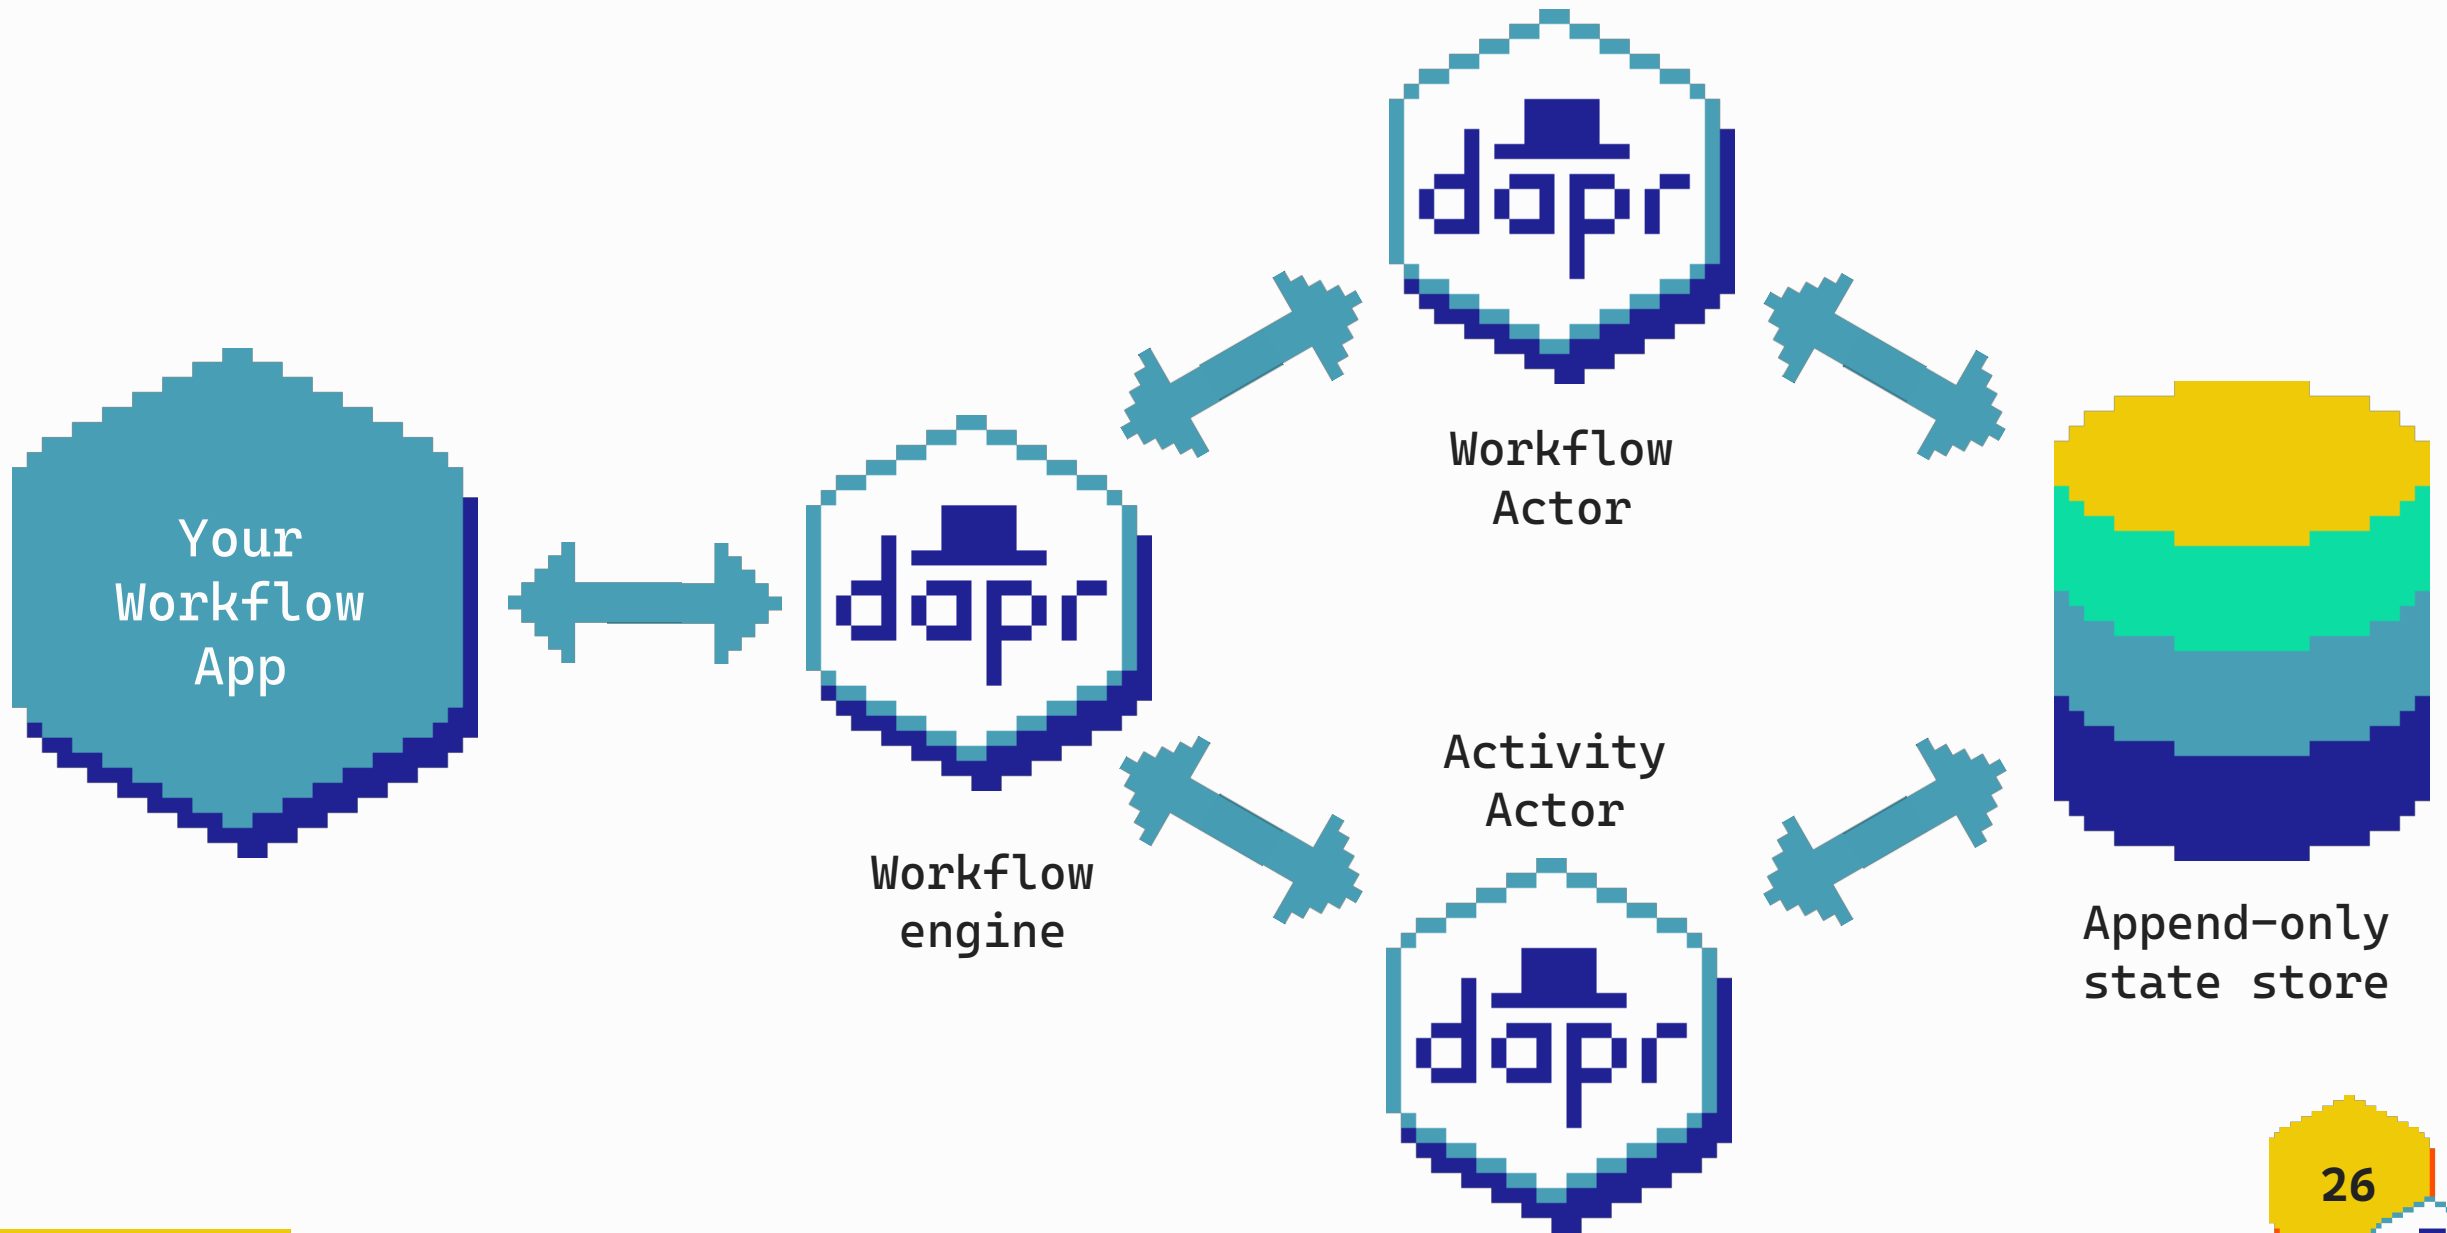 Your
Workflow
App
dapr
Workflow
engine
dapr
Workflow
Actor
Activity
Actor
dapr
Append-only
state store
26